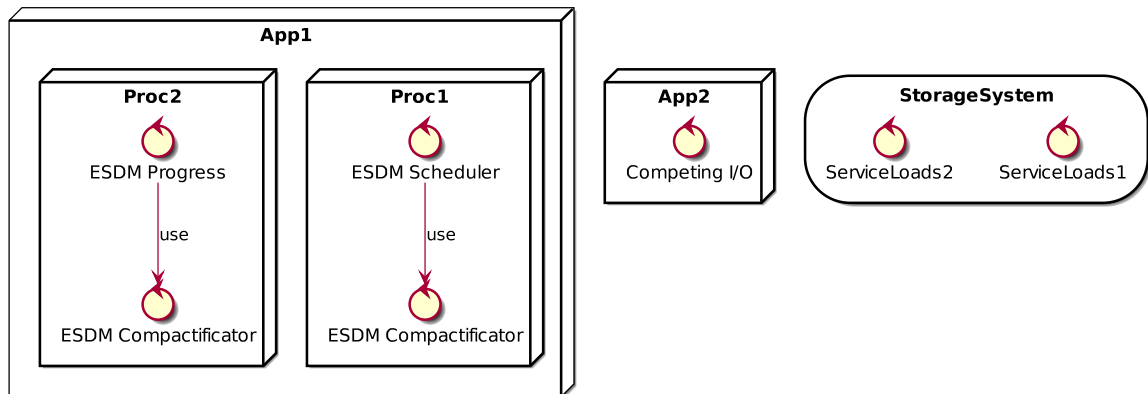 App1
Proc2
ESDM Progress
use
ESDM Compactificator
Proc1
ESDM Scheduler
use
ESDM Compactificator
App2
Competing I/O
StorageSystem
ServiceLoads2
ServiceLoads1